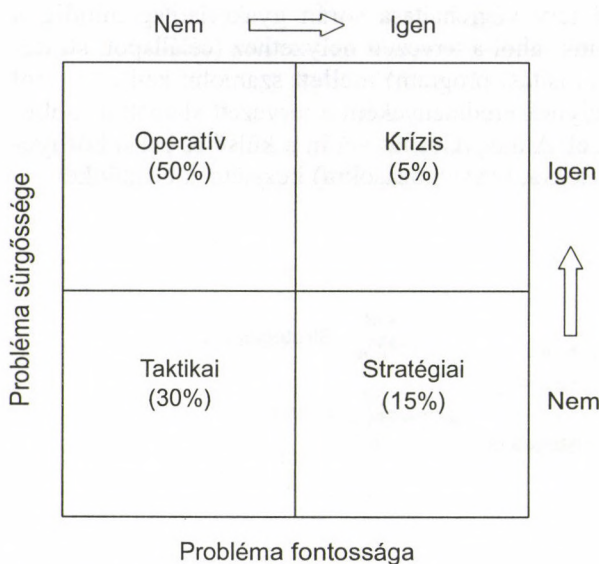 Nem
Igen
Operatív
(50%)
Krízis
(5%)
Igen
Probléma sürgőssége
Taktikai
(30%)
Stratégiai
(15%)
Nem
Probléma fontossága